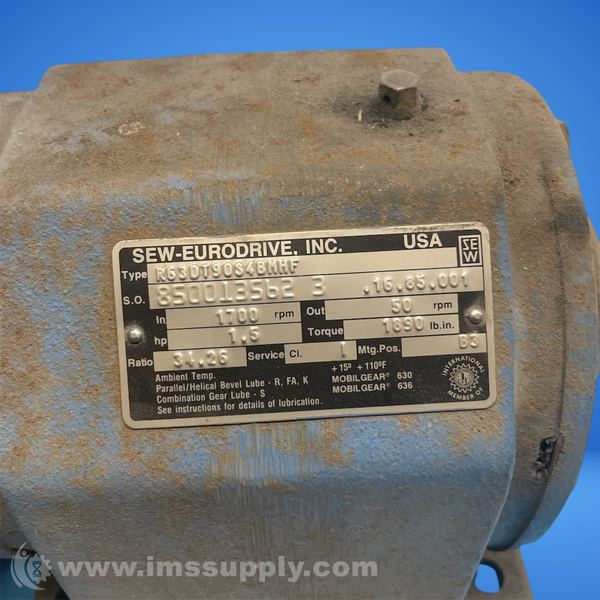 SEW-EURODRIVE, INC. USA SEW
Type R63DT90S4BMHF
S.O. 850013562 3 .16.85.001
In 1700 rpm Out 50 rpm
hp 1.5 Torque 1890 lb.in.
Ratio 34.26 Service Cl. I Mtg.Pos. B3
Ambient Temp. +15º +110ºF
Parallel/Helical Bevel Lube - R, FA, K MOBILGEAR® 630
Combination Gear Lube - S MOBILGEAR® 636
See instructions for details of lubrication.
INTERNATIONAL
MEMBER OF
www.imssupply.com